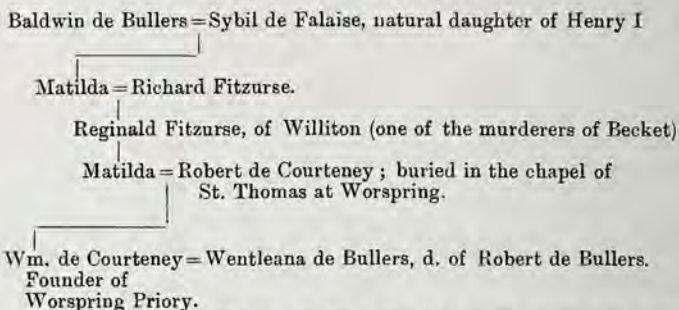 Baldwin de Bullers = Sybil de Falaise, natural daughter of Henry I
Matilda = Richard Fitzurse.
Reginald Fitzurse, of Williton (one of the murderers of Becket)
Matilda = Robert de Courteney ; buried in the chapel of
St. Thomas at Worspring.
Wm. de Courteney = Wentleana de Bullers, d. of Robert de Bullers.
Founder of
Worspring Priory.